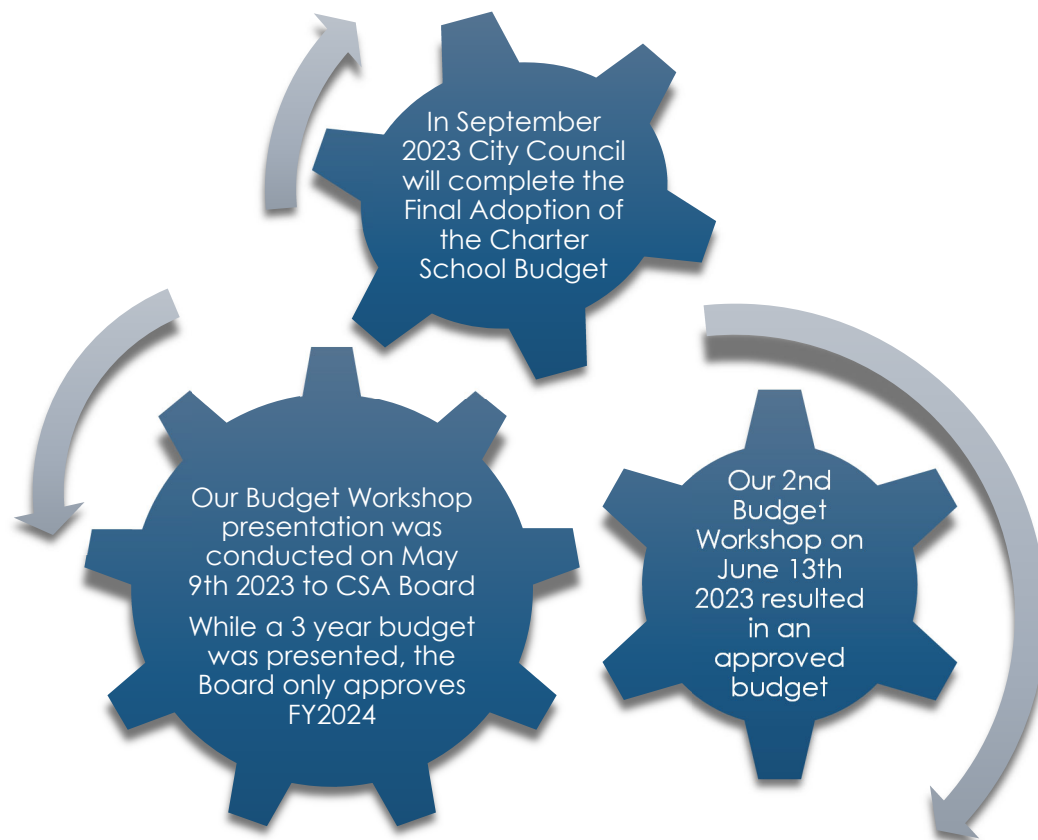 In September
2023 City Council
will complete the
Final Adoption of
the Charter
School Budget
Our Budget Workshop
presentation was
conducted on May
9th 2023 to CSA Board
While a 3 year budget
was presented, the
Board only approves
FY2024
Our 2nd
Budget
Workshop on
June 13th
2023 resulted
in an
approved
budget